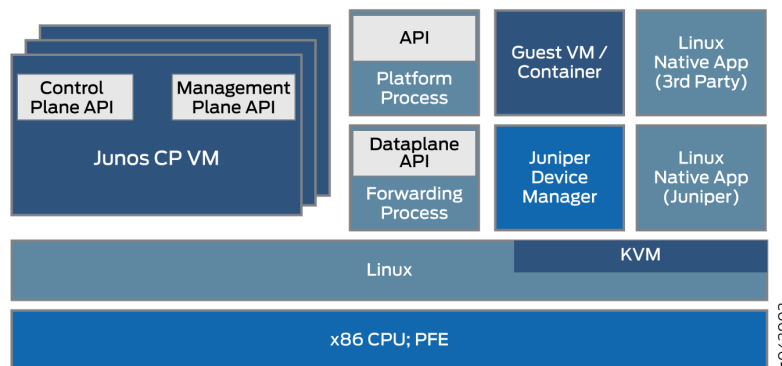 Control
Plane API
Management
Plane API
Junos CP VM
API
Platform
Process
Guest VM /
Container
Linux
Native App
(3rd Party)
Dataplane
API
Forwarding
Process
Juniper
Device
Manager
Linux
Native App
(Juniper)
KVM
Linux
x86 CPU; PFE